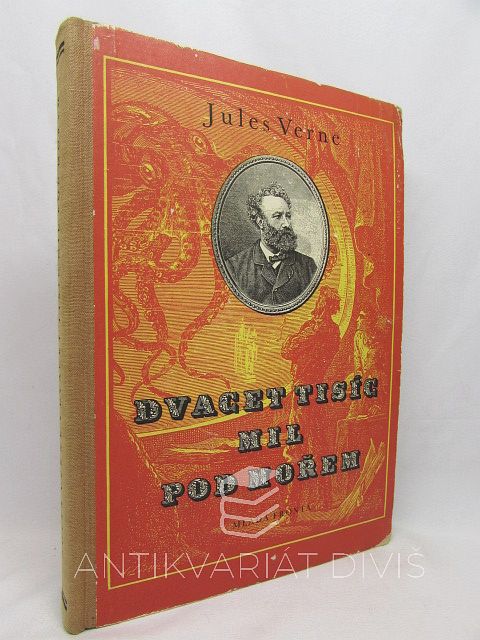 Jules Verne
DVACET TISÍC
MIL
POD MOŘEM
MLADÁ FRONTA
ANTIKVARIÁT DIVIŠ